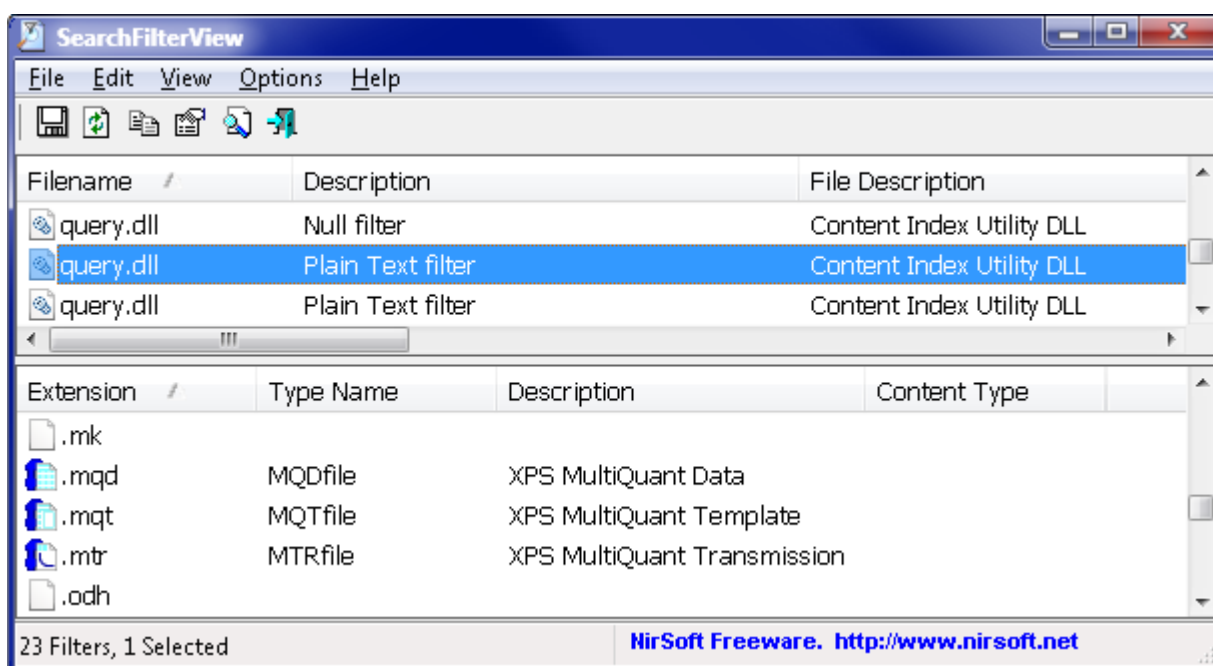 SearchFilterView
File Edit View Options Help
Filename Description File Description
query.dll Null filter Content Index Utility DLL
query.dll Plain Text filter Content Index Utility DLL
query.dll Plain Text filter Content Index Utility DLL
Extension Type Name Description Content Type
.mk
.mqd MQDfile XPS MultiQuant Data
.mqt MQTfile XPS MultiQuant Template
.mtr MTRfile XPS MultiQuant Transmission
.odh
23 Filters, 1 Selected NirSoft Freeware. http://www.nirsoft.net